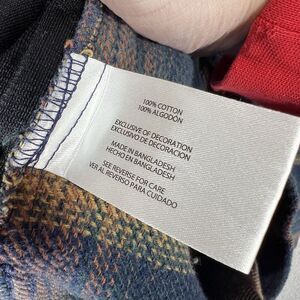 100% COTTON
100% ALGODÓN
EXCLUSIVE OF DECORATION
EXCLUSIVO DE DECORACION
MADE IN BANGLADESH
HECHO EN BANGLADESH
SEE REVERSE FOR CARE
VER AL REVERSO PARA CUIDADO